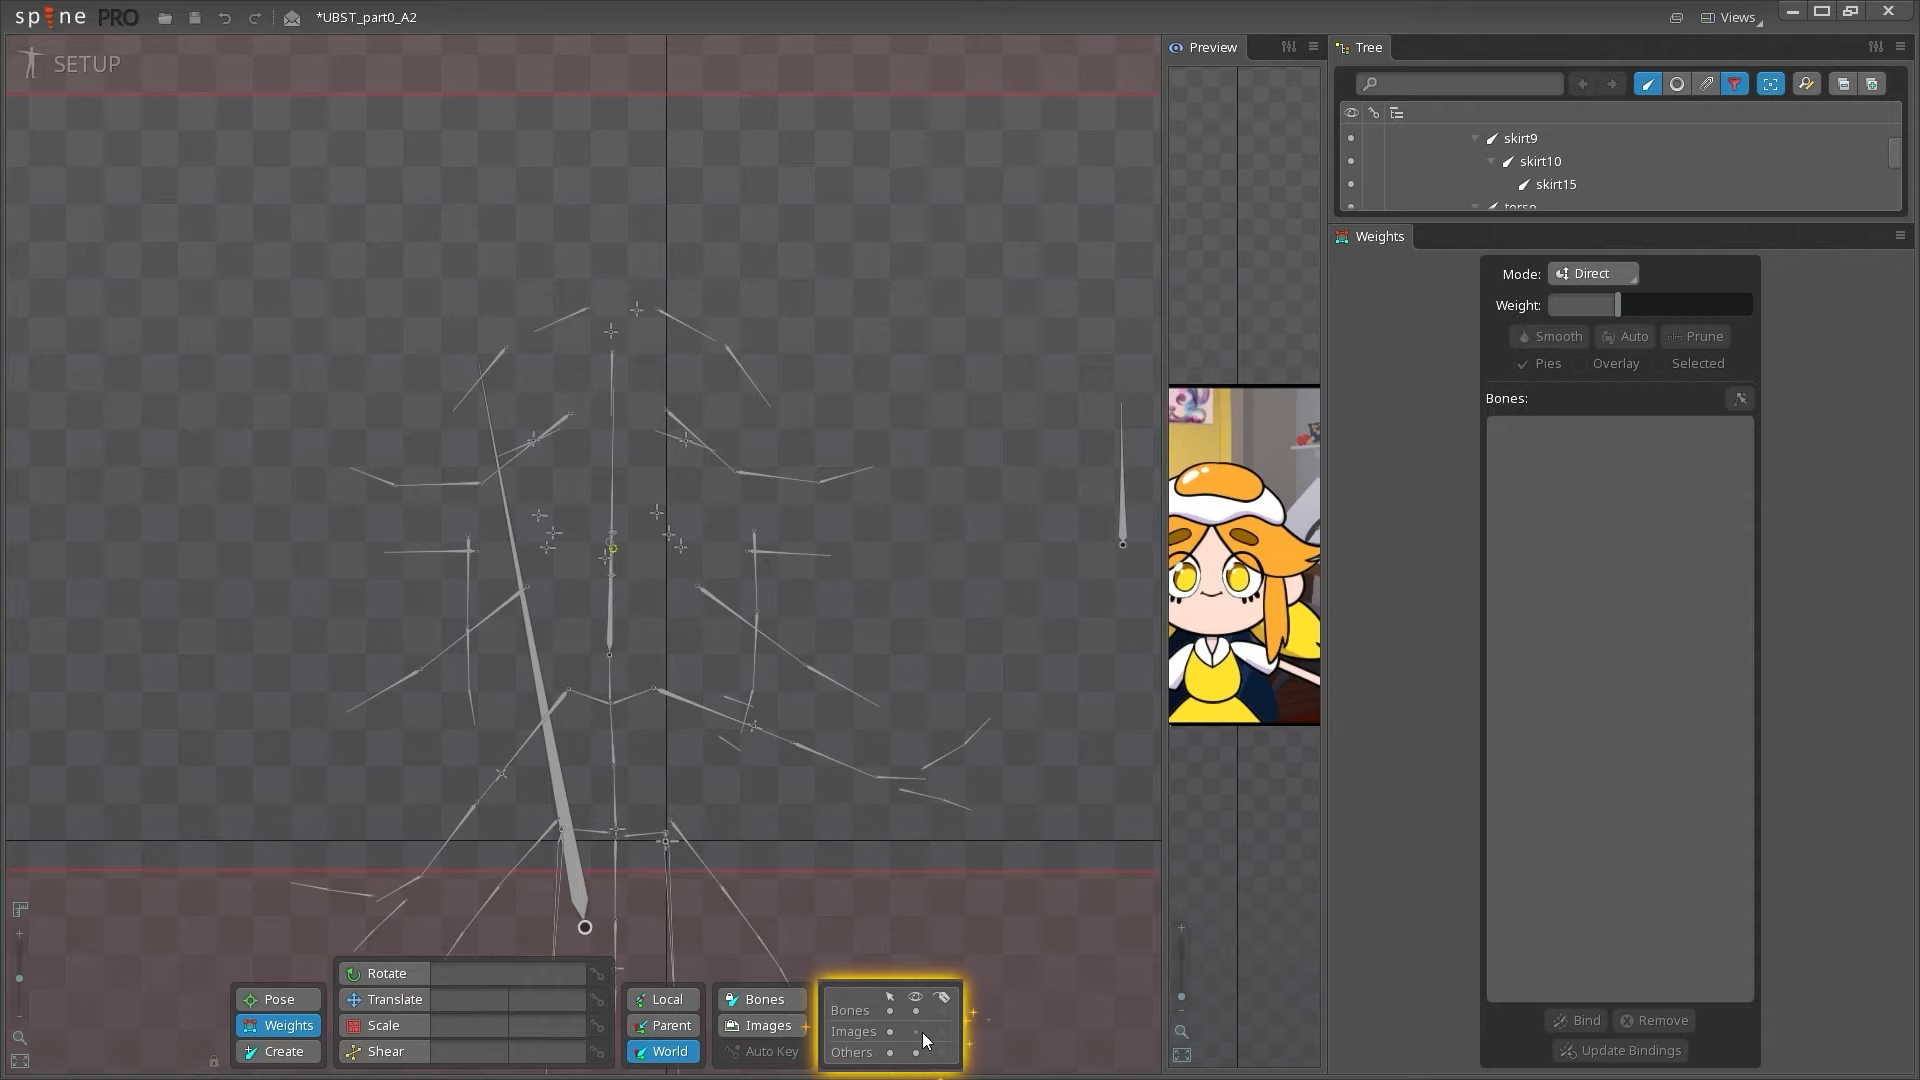 spine PRO
*UBST_part0_A2
Views
SETUP
Preview
Tree
skirt9
skirt10
skirt15
torso
Weights
Mode: Direct
Weight:
Smooth Auto Prune
Pies Overlay Selected
Bones:
Bind Remove
Update Bindings
Pose
Weights
Create
Rotate
Translate
Scale
Shear
Local
Parent
World
Bones
Images
Auto Key
Bones
Images
Others